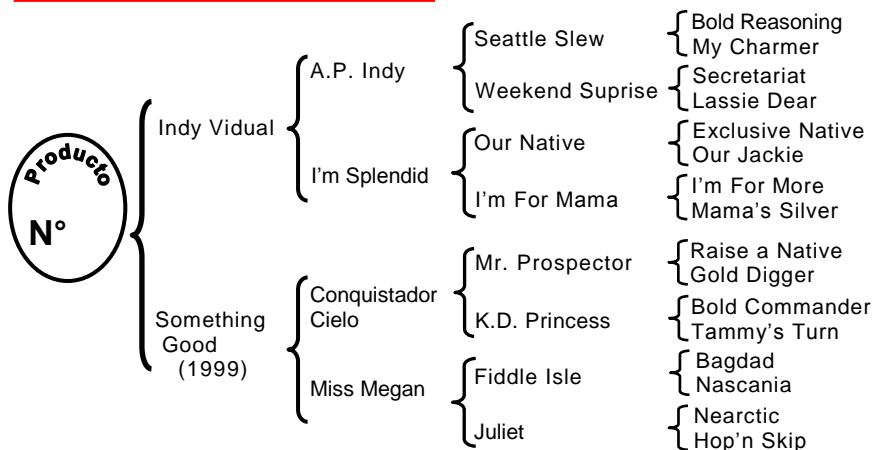 Producto
N°
Indy Vidual
Something
Good
(1999)
A.P. Indy
I'm Splendid
Conquistador
Cielo
Miss Megan
Seattle Slew
Weekend Suprise
Our Native
I'm For Mama
Mr. Prospector
K.D. Princess
Fiddle Isle
Juliet
Bold Reasoning
My Charmer
Secretariat
Lassie Dear
Exclusive Native
Our Jackie
I'm For More
Mama's Silver
Raise a Native
Gold Digger
Bold Commander
Tammy's Turn
Bagdad
Nascania
Nearctic
Hop'n Skip